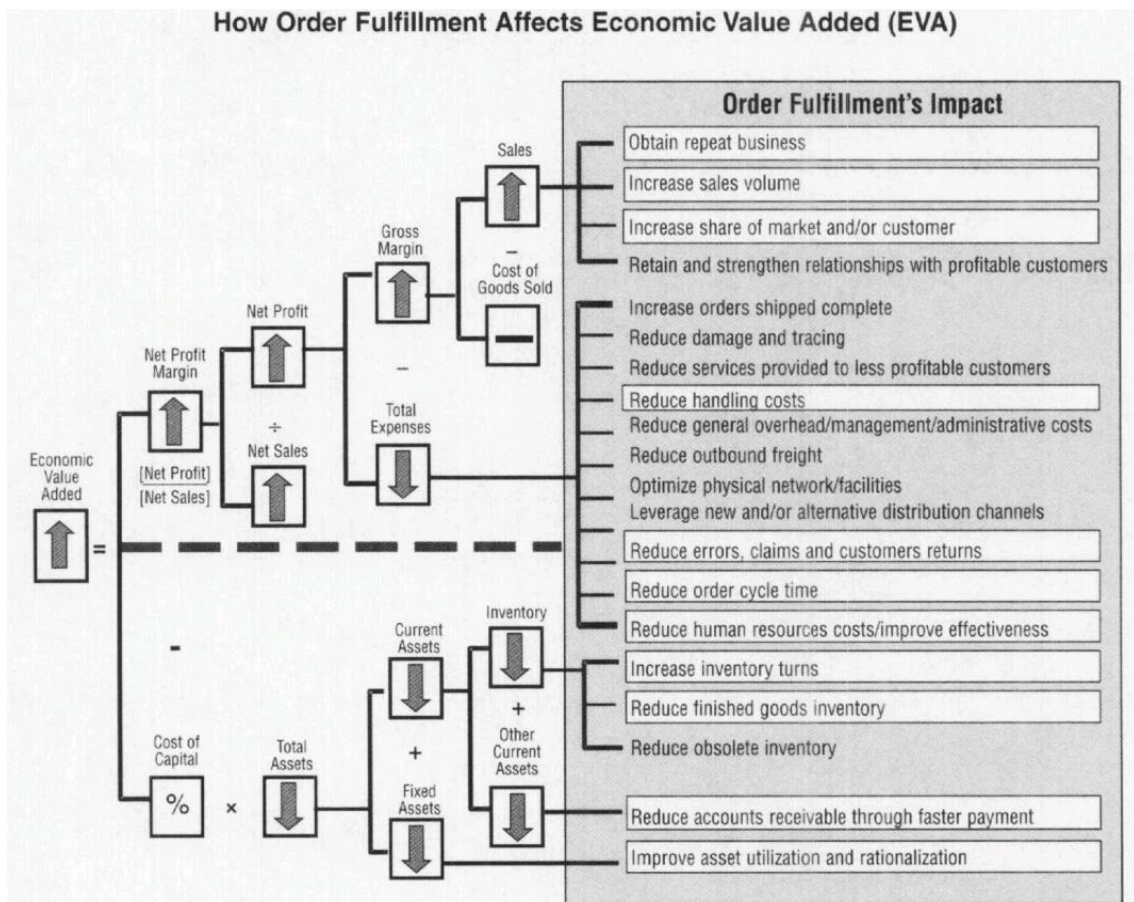 How Order Fulfillment Affects Economic Value Added (EVA)
Order Fulfillment's Impact
Obtain repeat business
Increase sales volume
Increase share of market and/or customer
Retain and strengthen relationships with profitable customers
Increase orders shipped complete
Reduce damage and tracing
Reduce services provided to less profitable customers
Reduce handling costs
Reduce general overhead/management/administrative costs
Reduce outbound freight
Optimize physical network/facilities
Leverage new and/or alternative distribution channels
Reduce errors, claims and customers returns
Reduce order cycle time
Reduce human resources costs/improve effectiveness
Increase inventory turns
Reduce finished goods inventory
Reduce obsolete inventory
Reduce accounts receivable through faster payment
Improve asset utilization and rationalization
Sales
–
Cost of
Goods Sold
Gross
Margin
–
Total
Expenses
Net Profit
÷
Net Sales
Net Profit
Margin
[Net Profit]
[Net Sales]
Economic
Value
Added
=
-
Cost of
Capital
%
×
Total
Assets
Current
Assets
+
Fixed
Assets
Inventory
+
Other
Current
Assets